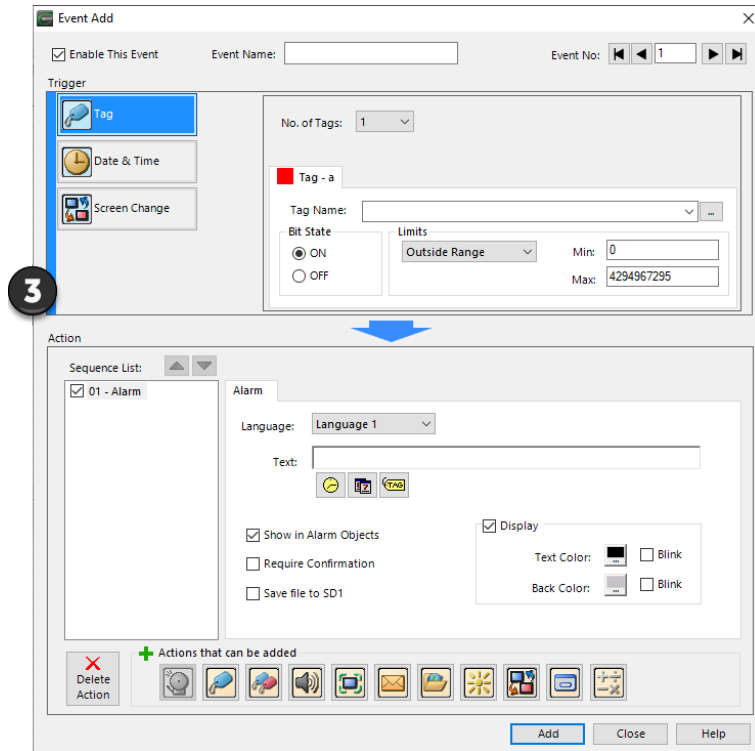 Event Add
Enable This Event
Event Name:
Event No:
1
Trigger
Tag
No. of Tags:
1
Date & Time
Tag - a
Screen Change
Tag Name:
...
Bit State
Limits
ON
Outside Range
Min:
0
OFF
Max:
4294967295
3
Action
Sequence List:
01 - Alarm
Alarm
Language:
Language 1
Text:
TAG
Show in Alarm Objects
Display
Require Confirmation
Text Color:
...
Blink
Save file to SD1
Back Color:
...
Blink
Actions that can be added
Delete
Action
Add
Close
Help